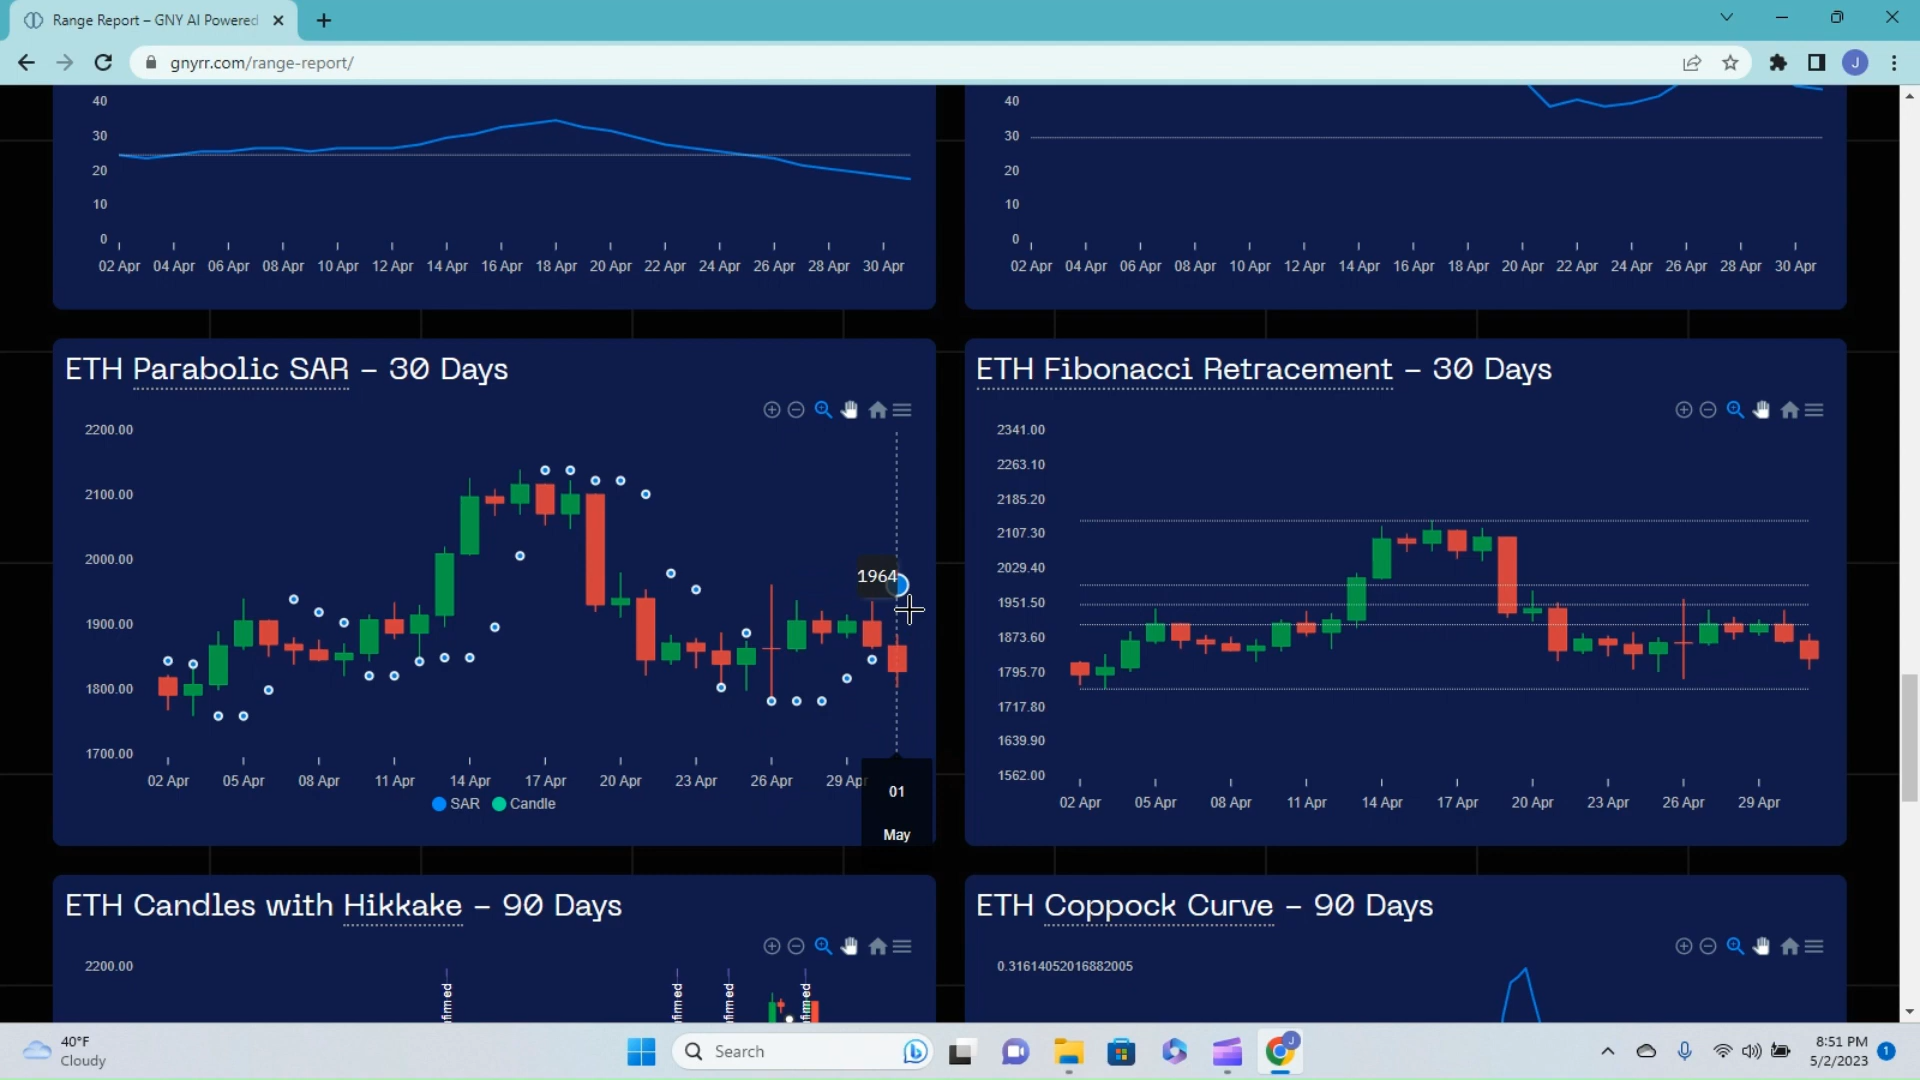 Range Report – GNY AI Powered
gnyrr.com/range-report/
J
40
30
20
10
0
02 Apr 04 Apr 06 Apr 08 Apr 10 Apr 12 Apr 14 Apr 16 Apr 18 Apr 20 Apr 22 Apr 24 Apr 26 Apr 28 Apr 30 Apr
40
30
20
10
0
02 Apr 04 Apr 06 Apr 08 Apr 10 Apr 12 Apr 14 Apr 16 Apr 18 Apr 20 Apr 22 Apr 24 Apr 26 Apr 28 Apr 30 Apr
ETH Parabolic SAR – 30 Days
2200.00
2100.00
2000.00
1900.00
1800.00
1700.00
1964
02 Apr 05 Apr 08 Apr 11 Apr 14 Apr 17 Apr 20 Apr 23 Apr 26 Apr 29 Apr
01
May
SAR Candle
ETH Fibonacci Retracement – 30 Days
2341.00
2263.10
2185.20
2107.30
2029.40
1951.50
1873.60
1795.70
1717.80
1639.90
1562.00
02 Apr 05 Apr 08 Apr 11 Apr 14 Apr 17 Apr 20 Apr 23 Apr 26 Apr 29 Apr
ETH Candles with Hikkake – 90 Days
2200.00
firmed
firmed
firmed
firmed
ETH Coppock Curve – 90 Days
0.31614052016882005
40°F
Cloudy
Search
J
8:51 PM
5/2/2023
1